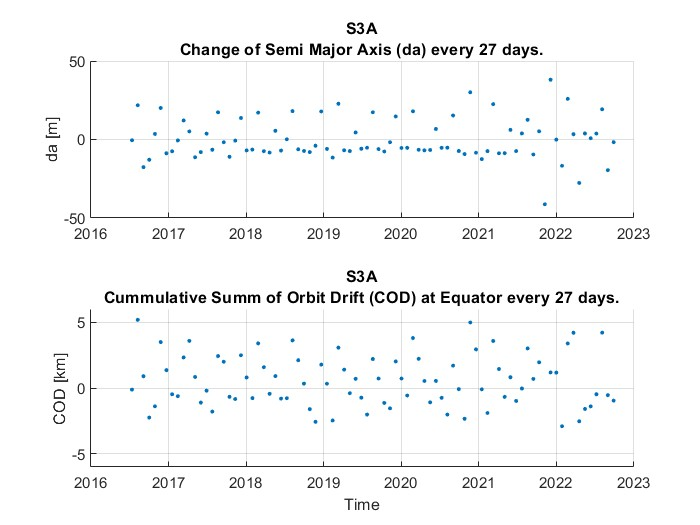 S3A
Change of Semi Major Axis (da) every 27 days.
50
0
-50
da [m]
2016 2017 2018 2019 2020 2021 2022 2023
S3A
Cummulative Summ of Orbit Drift (COD) at Equator every 27 days.
5
0
-5
COD [km]
2016 2017 2018 2019 2020 2021 2022 2023
Time